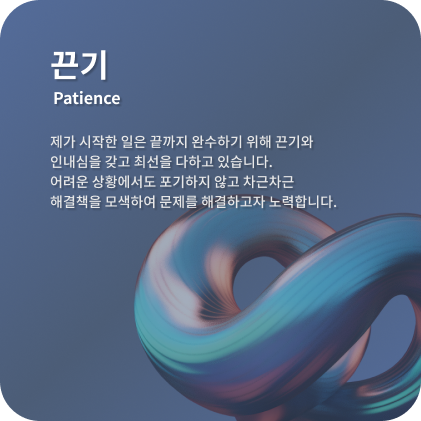 끈기
Patience
제가 시작한 일은 끝까지 완수하기 위해 끈기와
인내심을 갖고 최선을 다하고 있습니다.
어려운 상황에서도 포기하지 않고 차근차근
해결책을 모색하여 문제를 해결하고자 노력합니다.